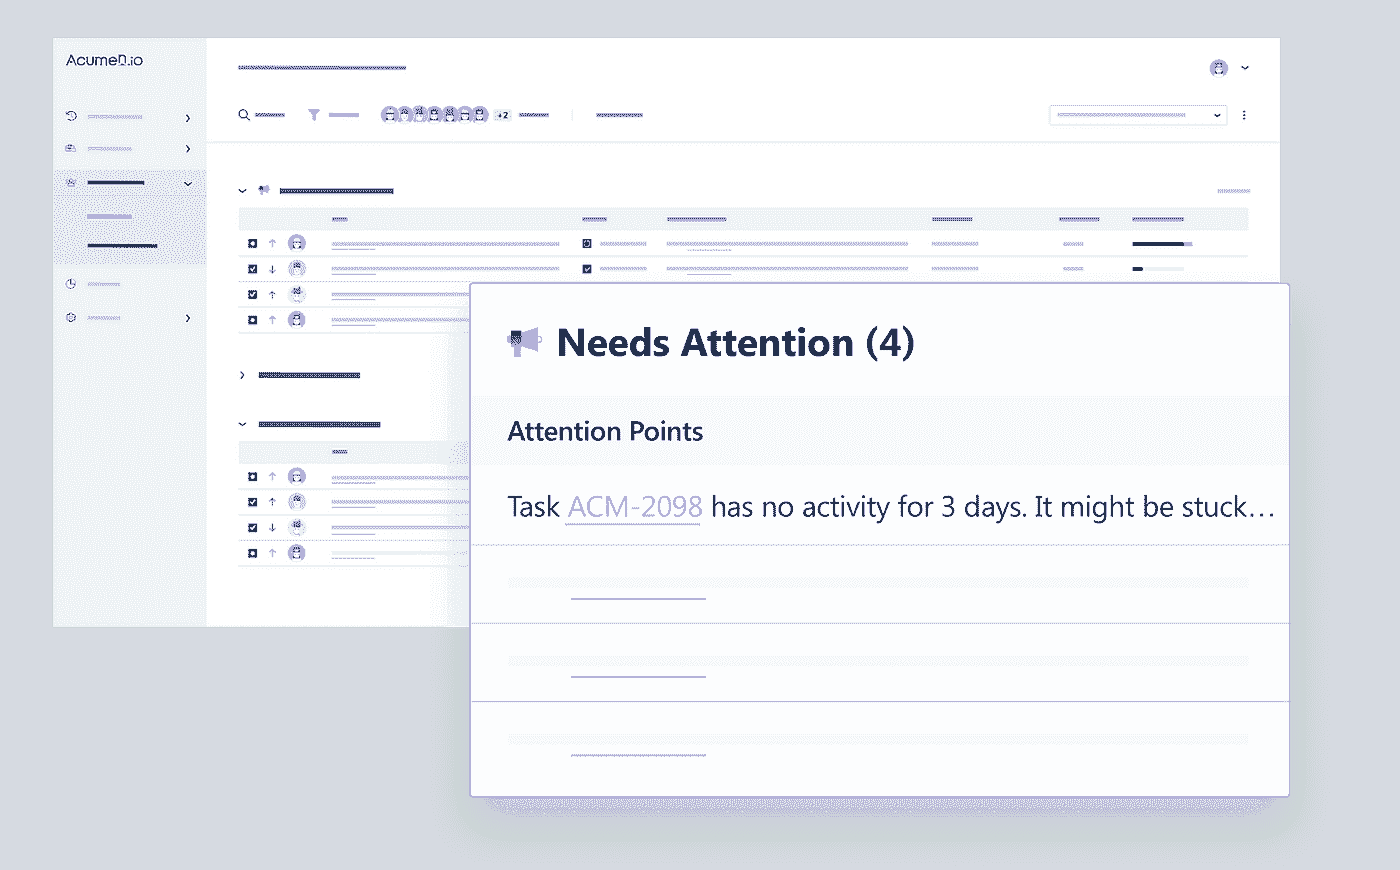 AcumeD.io
+2
Needs Attention (4)
Attention Points
Task ACM-2098 has no activity for 3 days. It might be stuck...